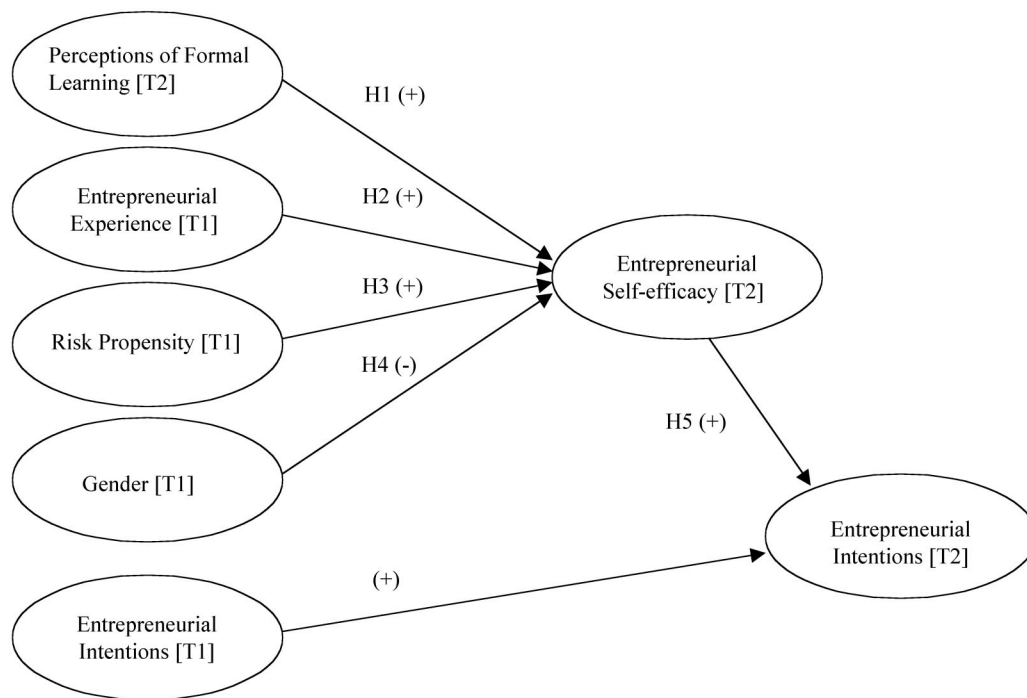 Perceptions of Formal
Learning [T2]
H1 (+)
Entrepreneurial
Experience [T1]
H2 (+)
Entrepreneurial
Self-efficacy [T2]
H3 (+)
Risk Propensity [T1]
H4 (-)
H5 (+)
Gender [T1]
Entrepreneurial
Intentions [T2]
(+)
Entrepreneurial
Intentions [T1]